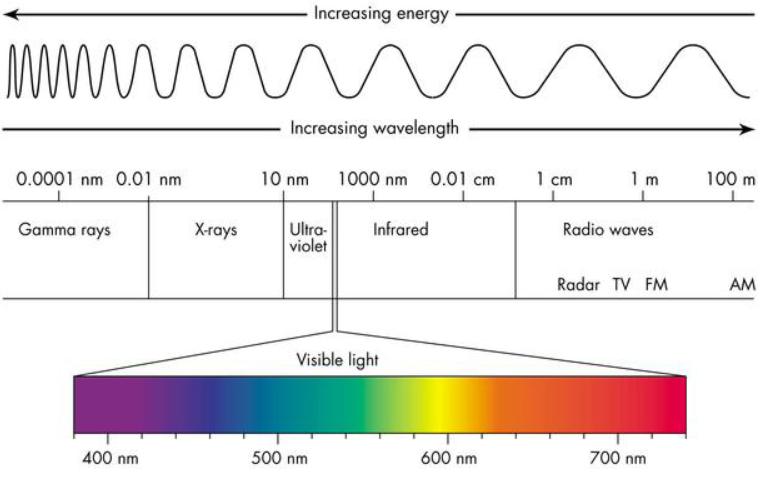 Increasing energy
Increasing wavelength
0.0001 nm 0.01 nm 10 nm 1000 nm 0.01 cm 1 cm 1 m 100 m
Gamma rays X-rays Ultra- Infrared Radio waves
violet
Radar TV FM AM
Visible light
400 nm 500 nm 600 nm 700 nm